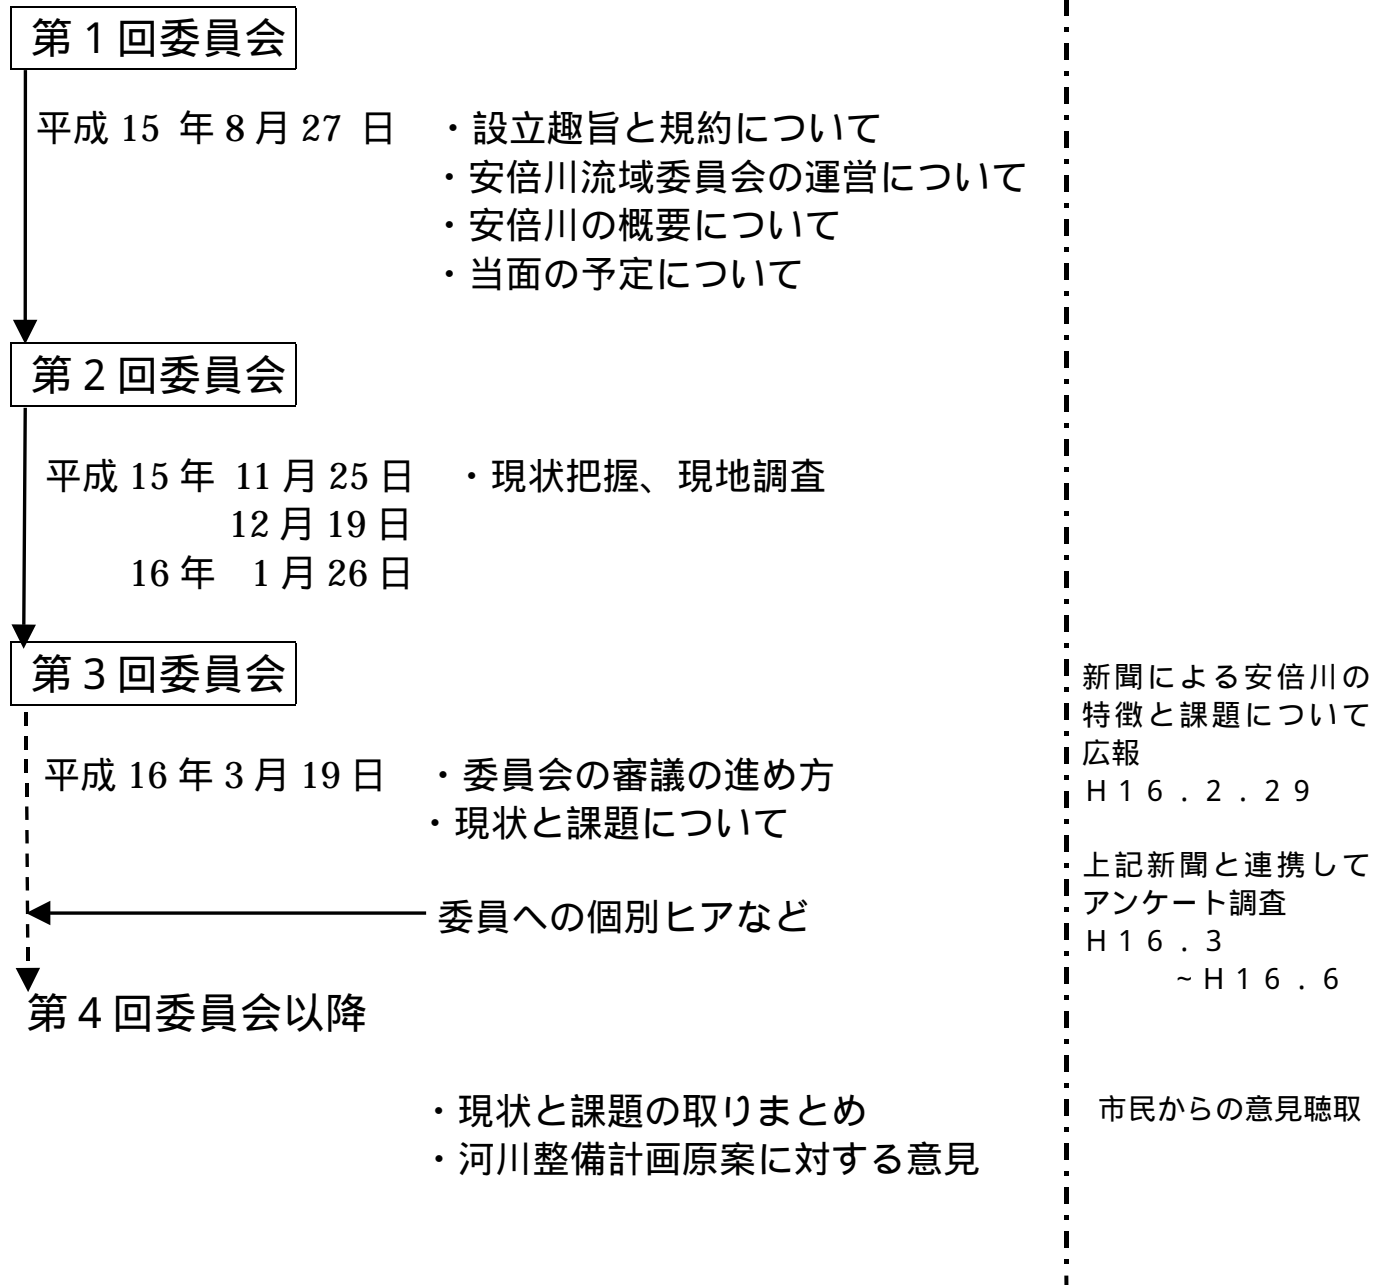 第１回委員会
平成 15 年 8 月 27 日 ・設立趣旨と規約について
・安倍川流域委員会の運営について
・安倍川の概要について
・当面の予定について
第２回委員会
平成 15 年 11 月 25 日 ・現状把握、現地調査
12 月 19 日
16 年 1 月 26 日
第３回委員会
平成 16 年 3 月 19 日 ・委員会の審議の進め方
・現状と課題について
委員への個別ヒアなど
第４回委員会以降
・現状と課題の取りまとめ
・河川整備計画原案に対する意見
新聞による安倍川の
特徴と課題について
広報
Ｈ１６．２．２９
上記新聞と連携して
アンケート調査
Ｈ１６．３
~Ｈ１６．６
市民からの意見聴取